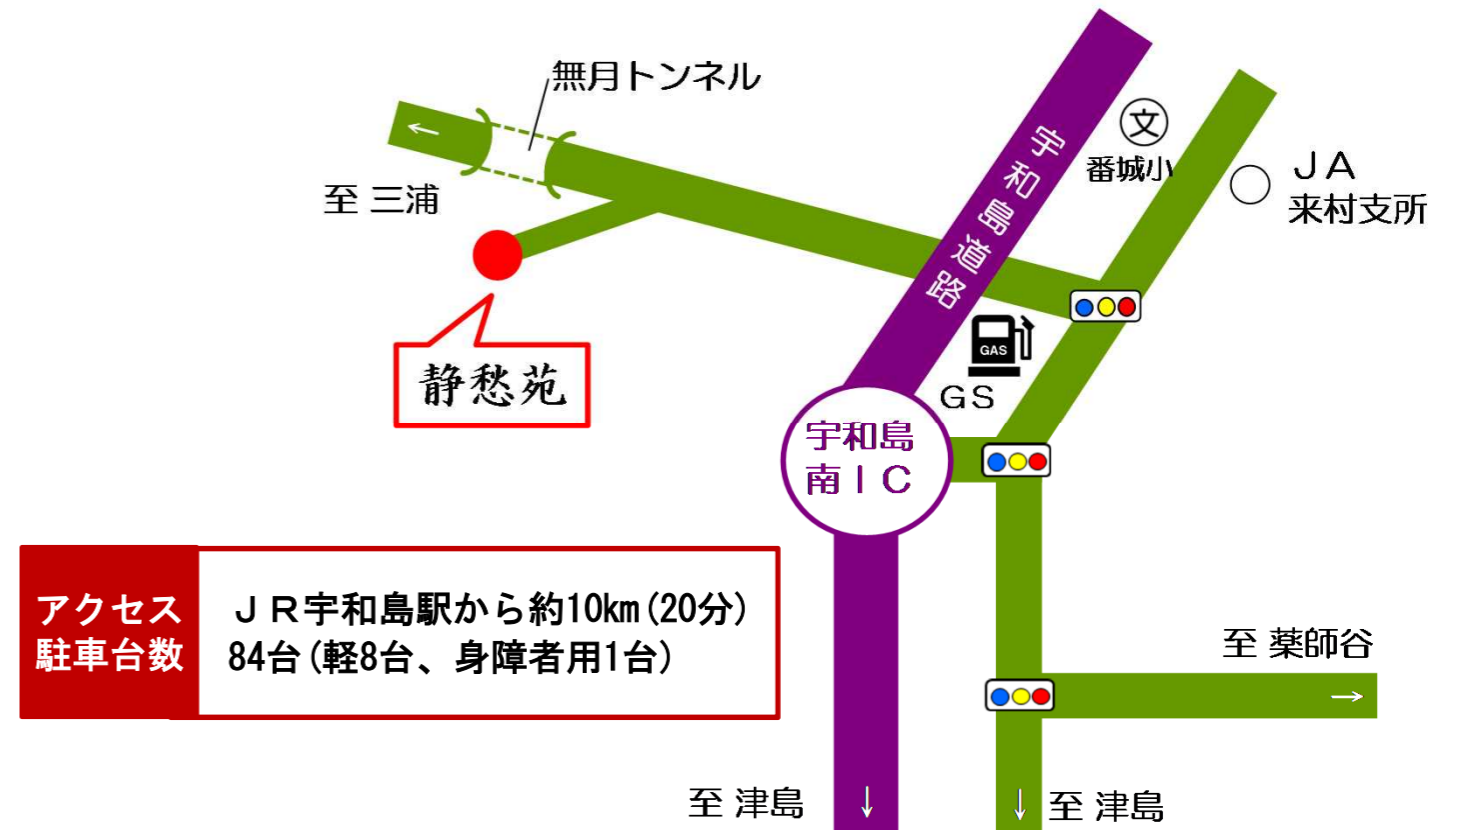 無月トンネル
至 三浦
静愁苑
宇和島道路
文
番城小
ＪＡ
来村支所
GAS
ＧＳ
宇和島
南ＩＣ
アクセス
駐車台数
ＪＲ宇和島駅から約10km(20分)
84台(軽8台、身障者用1台)
至 薬師谷
至 津島
至 津島